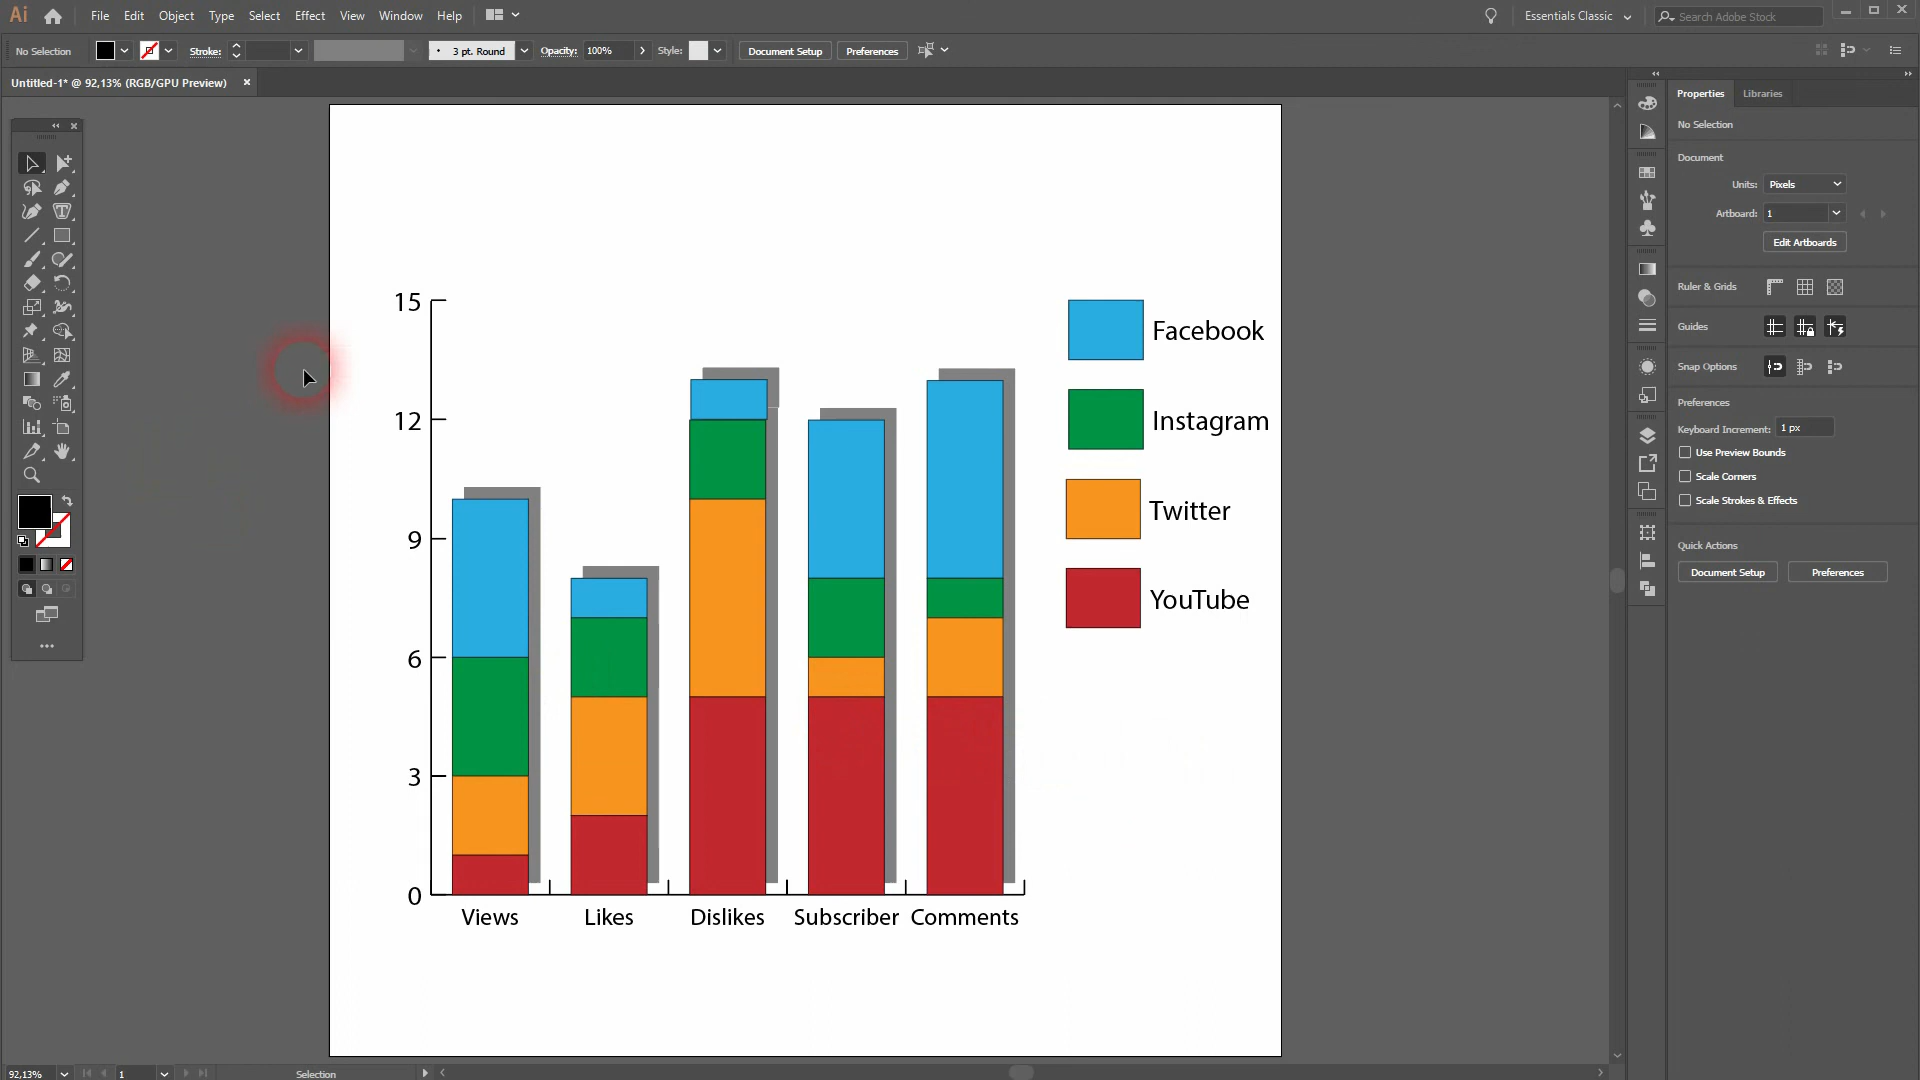 Ai File Edit Object Type Select Effect View Window Help Essentials Classic Search Adobe Stock
No Selection Stroke: 3 pt. Round Opacity: 100% Style: Document Setup Preferences
Untitled-1* @ 92,13% (RGB/GPU Preview)
Properties Libraries
No Selection
Document
Units: Pixels
Artboard: 1
Edit Artboards
Ruler & Grids
Guides
Snap Options
Preferences
Keyboard Increment: 1 px
Use Preview Bounds
Scale Corners
Scale Strokes & Effects
Quick Actions
Document Setup Preferences
15
12
9
6
3
0
Facebook
Instagram
Twitter
YouTube
Views Likes Dislikes Subscriber Comments
92,13% 1 Selection